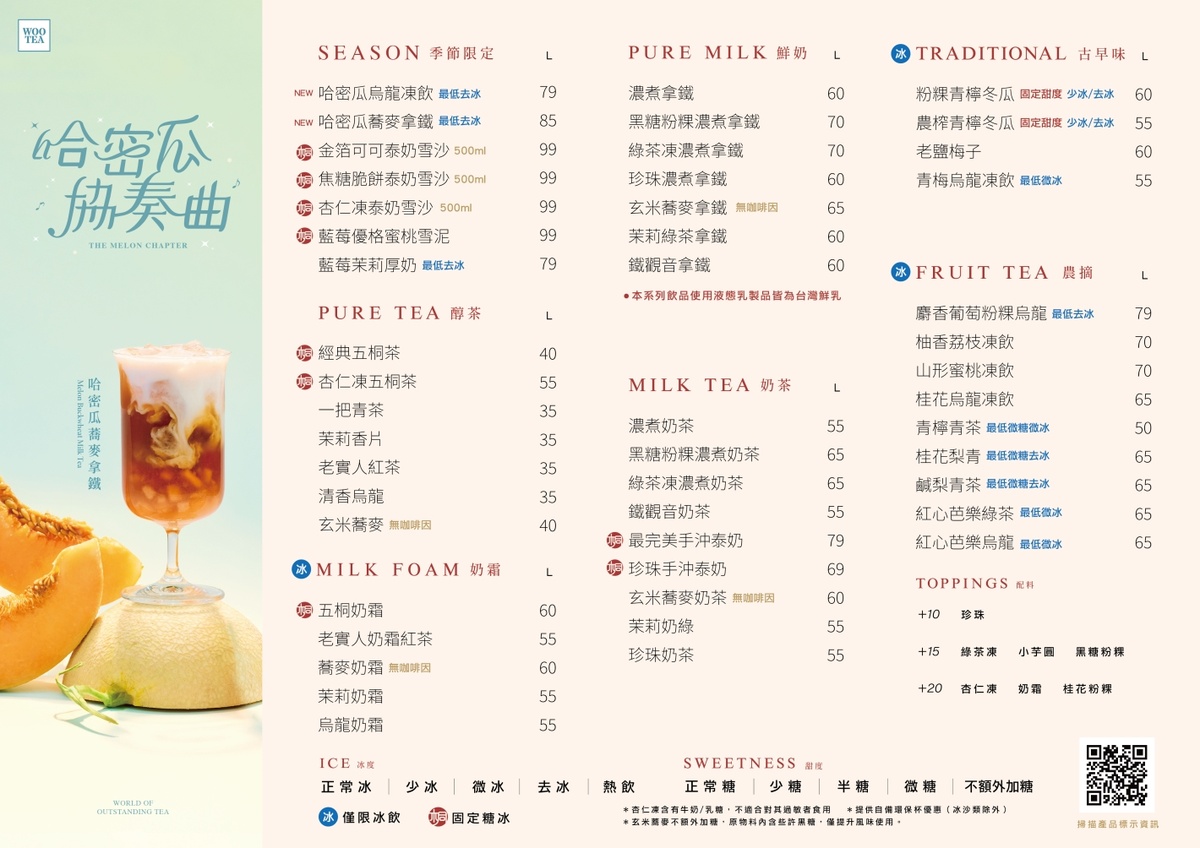 WOO
TEA
哈密瓜
協奏曲
THE MELON CHAPTER
哈密瓜蕎麥拿鐵
Melon Buckwheat Milk Tea
WORLD OF
OUTSTANDING TEA
SEASON 季節限定 L
NEW 哈密瓜烏龍凍飲 最低去冰 79
NEW 哈密瓜蕎麥拿鐵 最低去冰 85
桐 金箔可可泰奶雪沙 500ml 99
桐 焦糖脆餅泰奶雪沙 500ml 99
桐 杏仁凍泰奶雪沙 500ml 99
桐 藍莓優格蜜桃雪泥 99
藍莓茉莉厚奶 最低去冰 79
PURE TEA 醇茶 L
桐 經典五桐茶 40
桐 杏仁凍五桐茶 55
一把青茶 35
茉莉香片 35
老實人紅茶 35
清香烏龍 35
玄米蕎麥 無咖啡因 40
冰 MILK FOAM 奶霜 L
桐 五桐奶霜 60
老實人奶霜紅茶 55
蕎麥奶霜 無咖啡因 60
茉莉奶霜 55
烏龍奶霜 55
PURE MILK 鮮奶 L
濃煮拿鐵 60
黑糖粉粿濃煮拿鐵 70
綠茶凍濃煮拿鐵 70
珍珠濃煮拿鐵 60
玄米蕎麥拿鐵 無咖啡因 65
茉莉綠茶拿鐵 60
鐵觀音拿鐵 60
●本系列飲品使用液態乳製品皆為台灣鮮乳
MILK TEA 奶茶 L
濃煮奶茶 55
黑糖粉粿濃煮奶茶 65
綠茶凍濃煮奶茶 65
鐵觀音奶茶 55
桐 最完美手沖泰奶 79
桐 珍珠手沖泰奶 69
玄米蕎麥奶茶 無咖啡因 60
茉莉奶綠 55
珍珠奶茶 55
冰 TRADITIONAL 古早味 L
粉粿青檸冬瓜 固定甜度 少冰/去冰 60
農榨青檸冬瓜 固定甜度 少冰/去冰 55
老鹽梅子 60
青梅烏龍凍飲 最低微冰 55
冰 FRUIT TEA 農摘 L
麝香葡萄粉粿烏龍 最低去冰 79
柚香荔枝凍飲 70
山形蜜桃凍飲 70
桂花烏龍凍飲 65
青檸青茶 最低微糖微冰 50
桂花梨青 最低微糖去冰 65
鹹梨青茶 最低微糖去冰 65
紅心芭樂綠茶 最低微冰 65
紅心芭樂烏龍 最低微冰 65
TOPPINGS 配料
+10 珍珠
+15 綠茶凍 小芋圓 黑糖粉粿
+20 杏仁凍 奶霜 桂花粉粿
ICE 冰度
正常冰 | 少冰 | 微冰 | 去冰 | 熱飲
冰 僅限冰飲 桐 固定糖冰
SWEETNESS 甜度
正常糖 | 少糖 | 半糖 | 微糖 | 不額外加糖
＊杏仁凍含有牛奶/乳糖，不適合對其過敏者食用 ＊提供自備環保杯優惠（冰沙類除外）
＊玄米蕎麥不額外加糖，原物料內含些許黑糖，僅提升風味使用。
掃描產品標示資訊